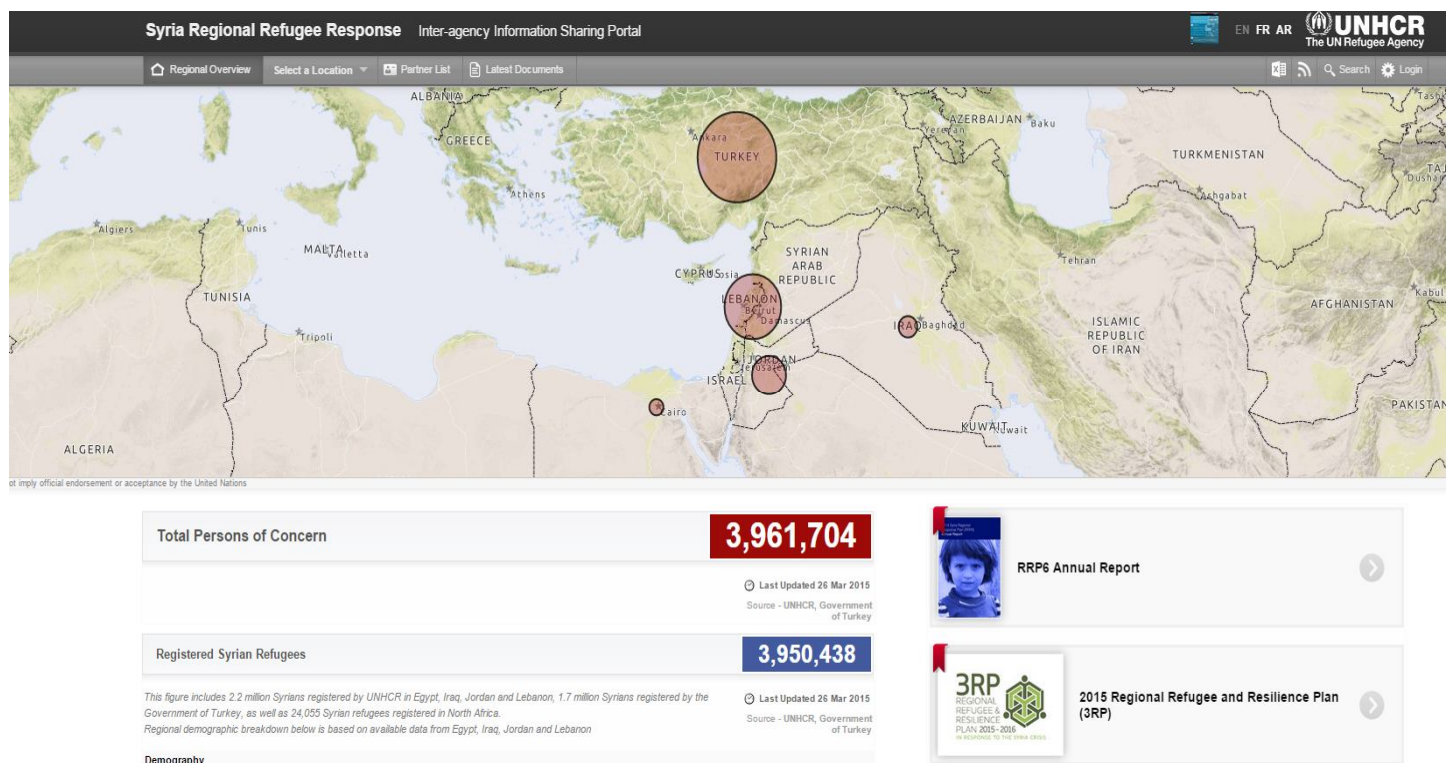 Syria Regional Refugee Response Inter-agency Information Sharing Portal
EN FR AR
UNHCR
The UN Refugee Agency
Regional Overview Select a Location Partner List Latest Documents Search Login
ALBANIA
GREECE
Athens
Ankara
TURKEY
AZERBAIJAN
Baku
Yerevan
TURKMENISTAN
Ashgabat
Algiers
Tunis
MALTA
Valletta
TUNISIA
Tripoli
CYPRUS
SYRIAN
ARAB
REPUBLIC
LEBANON
Beirut
Damascus
IRAQ
Baghdad
Tehran
ISLAMIC
REPUBLIC
OF IRAN
AFGHANISTAN
Kabul
JORDAN
Jerusalem
ISRAEL
Cairo
KUWAIT
Kuwait
PAKISTAN
ALGERIA
ot imply official endorsement or acceptance by the United Nations
Total Persons of Concern 3,961,704
Last Updated 26 Mar 2015
Source - UNHCR, Government
of Turkey
Registered Syrian Refugees 3,950,438
This figure includes 2.2 million Syrians registered by UNHCR in Egypt, Iraq, Jordan and Lebanon, 1.7 million Syrians registered by the
Government of Turkey, as well as 24,055 Syrian refugees registered in North Africa.
Regional demographic breakdown below is based on available data from Egypt, Iraq, Jordan and Lebanon
Last Updated 26 Mar 2015
Source - UNHCR, Government
of Turkey
Demography
RRP6 Annual Report
3RP
REGIONAL
REFUGEE &
RESILIENCE
PLAN 2015-2016
IN RESPONSE TO THE SYRIA CRISIS
2015 Regional Refugee and Resilience Plan
(3RP)